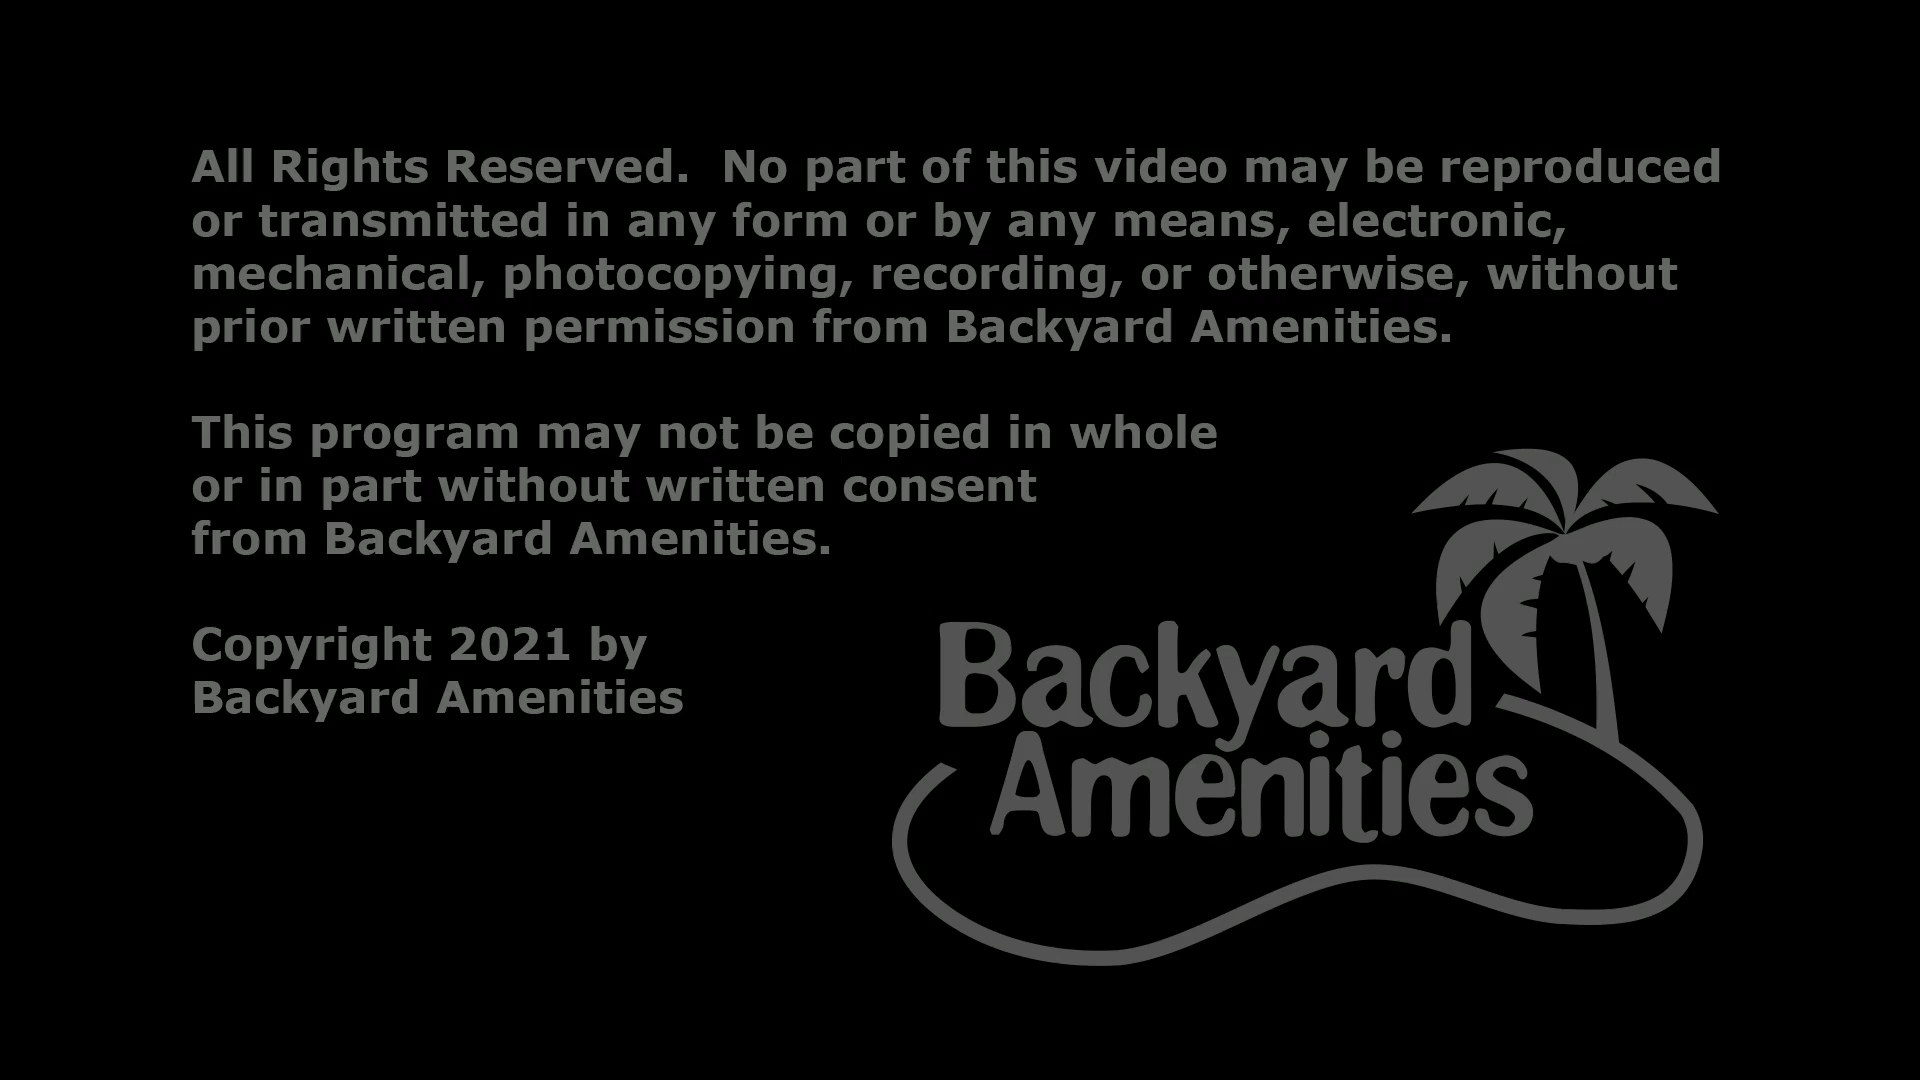 All Rights Reserved.  No part of this video may be reproduced
or transmitted in any form or by any means, electronic,
mechanical, photocopying, recording, or otherwise, without
prior written permission from Backyard Amenities.
This program may not be copied in whole
or in part without written consent
from Backyard Amenities.
Copyright 2021 by
Backyard Amenities
Backyard
Amenities